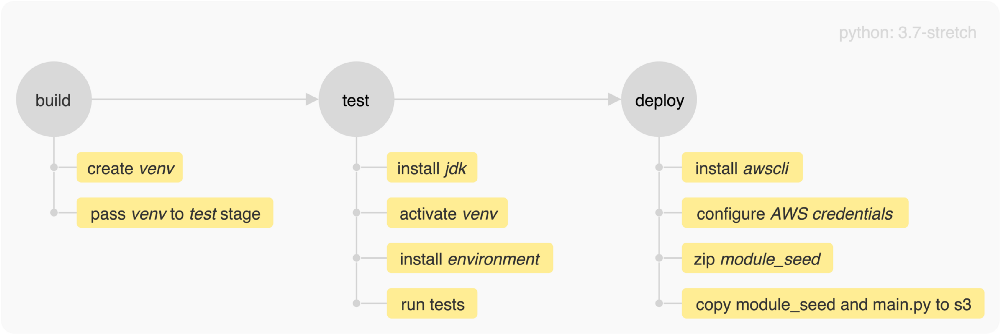 python: 3.7-stretch
build
test
deploy
create venv
pass venv to test stage
install jdk
activate venv
install environment
run tests
install awscli
configure AWS credentials
zip module_seed
copy module_seed and main.py to s3